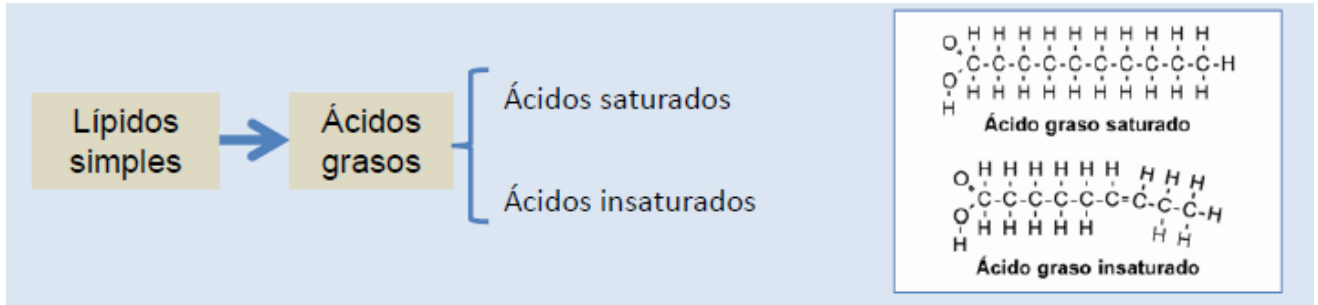 Lípidos
simples
Ácidos
grasos
Ácidos saturados
Ácidos insaturados
O H H H H H H H H H H
C-C-C-C-C-C-C-C-C-C-H
O H H H H H H H H H H
H
Ácido graso saturado
O H H H H H H H H H
C-C-C-C-C-C=C-C-C-H
O H H H H H H H
H
Ácido graso insaturado